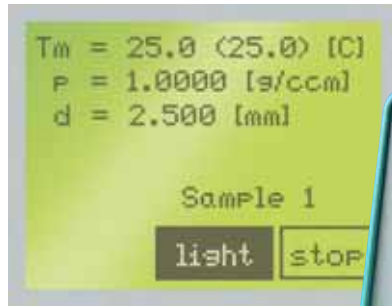 Tm = 25.0 (25.0) [C]
P = 1.0000 [g/ccm]
d = 2.500 [mm]
Sample 1
light stop